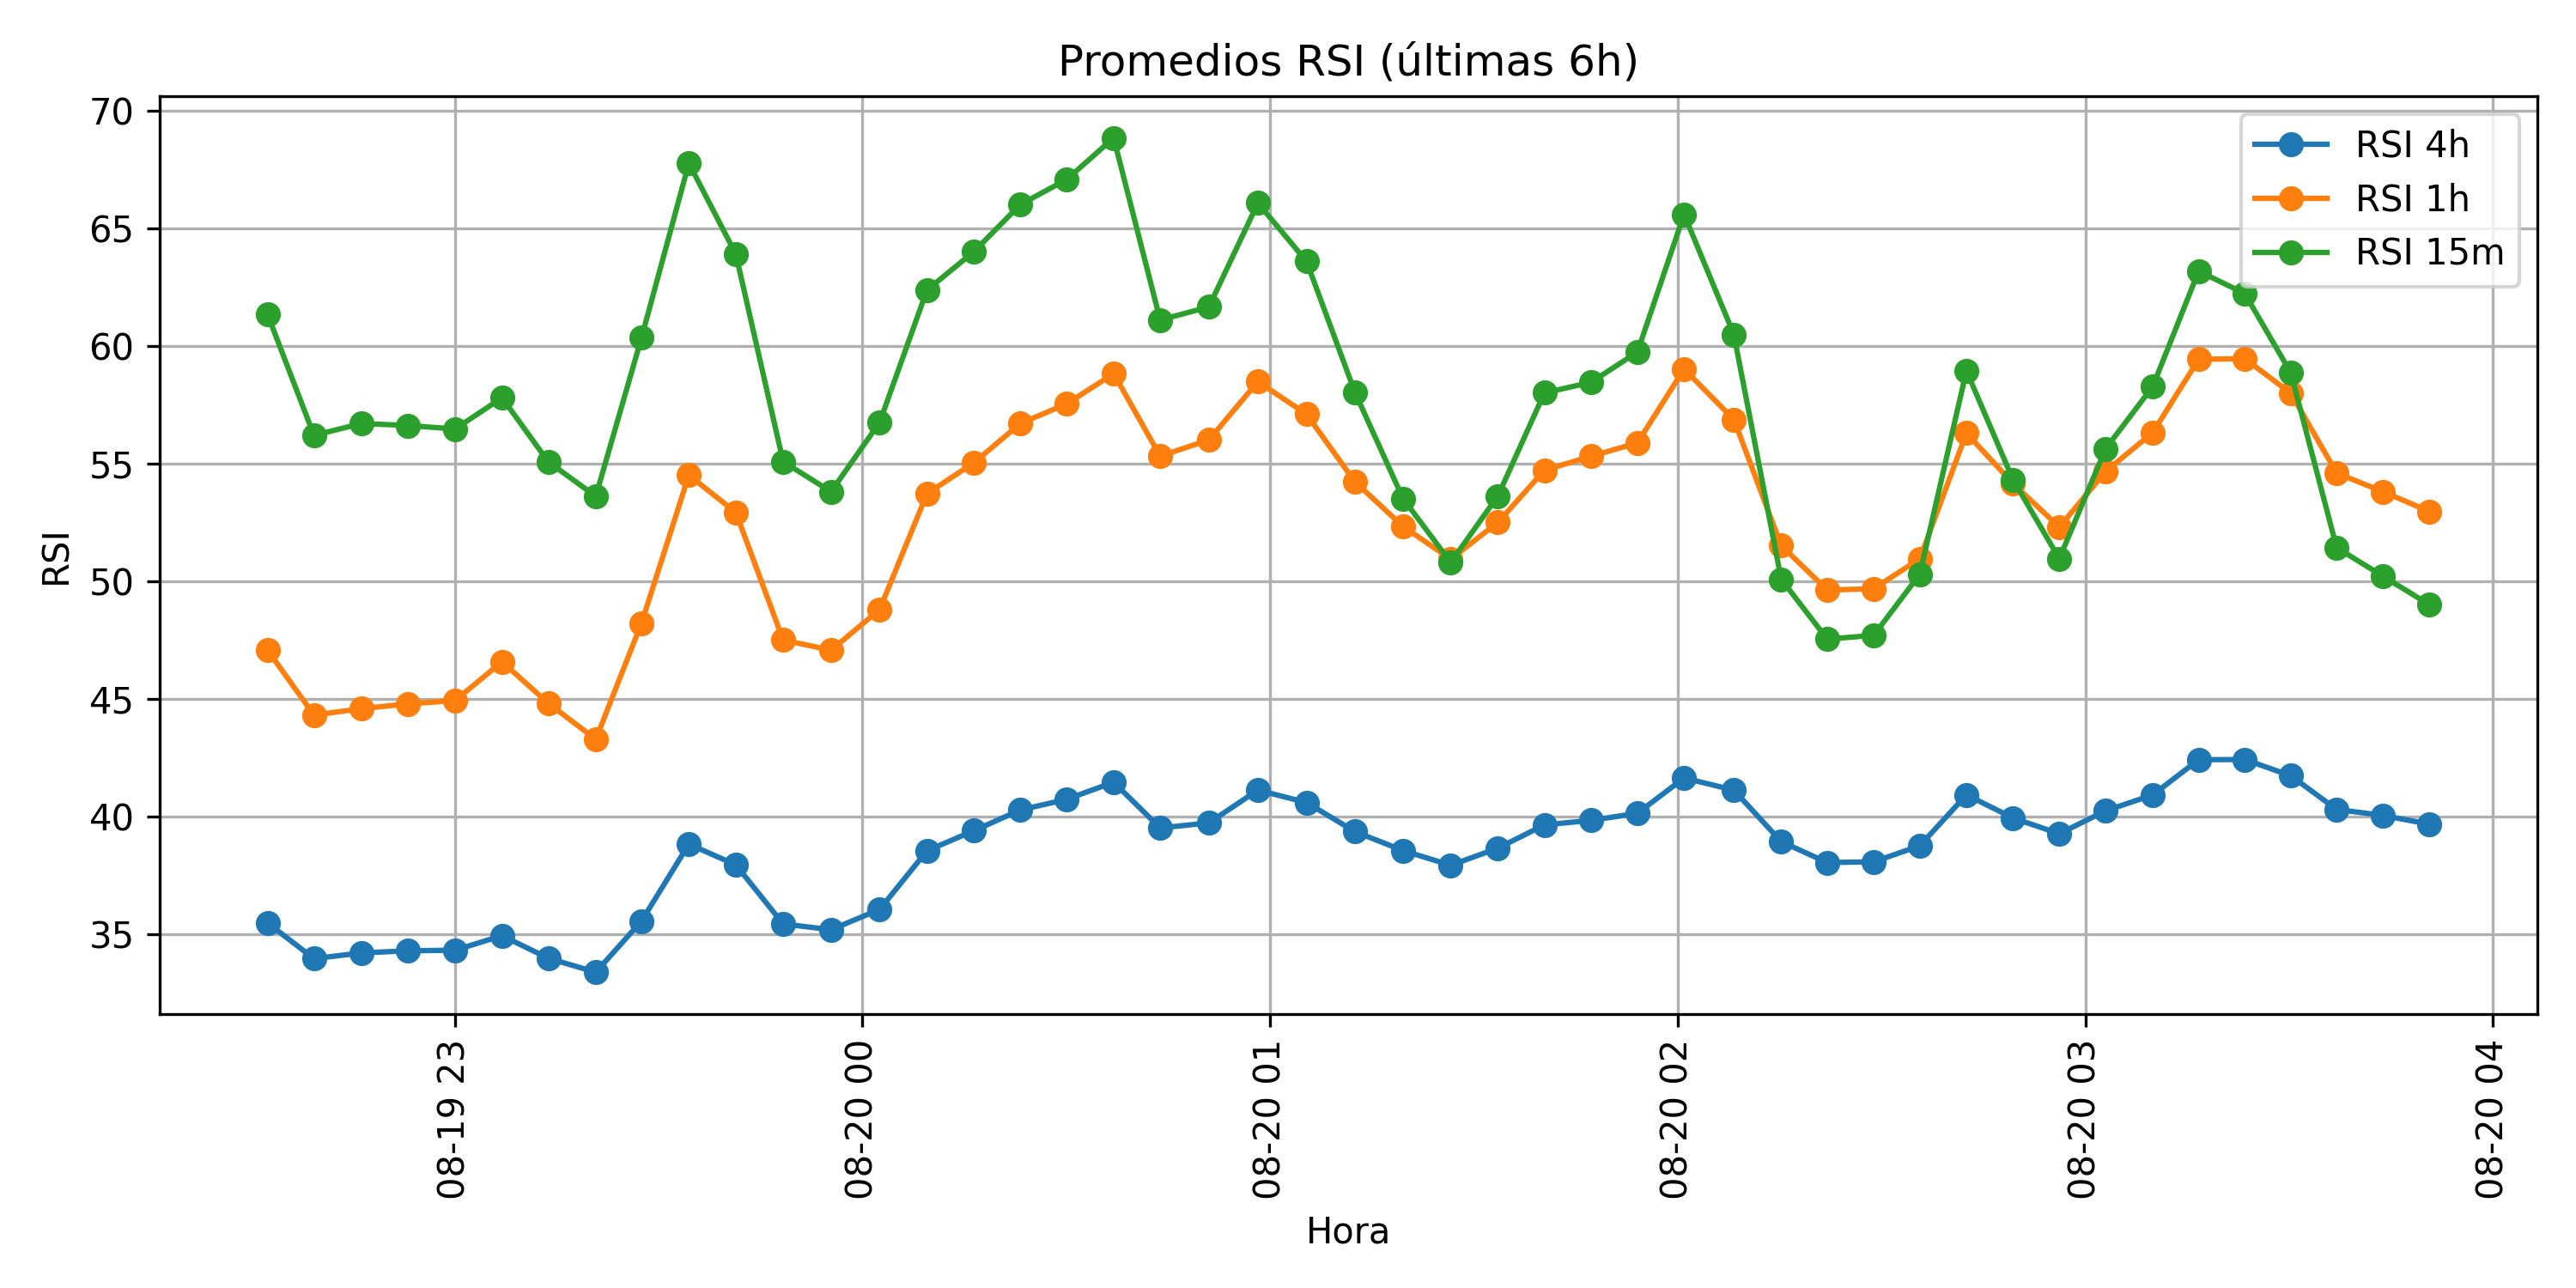 Promedios RSI (últimas 6h)
70
65
60
55
50
45
40
35
RSI
RSI 4h
RSI 1h
RSI 15m
08-19 23
08-20 00
08-20 01
08-20 02
08-20 03
08-20 04
Hora